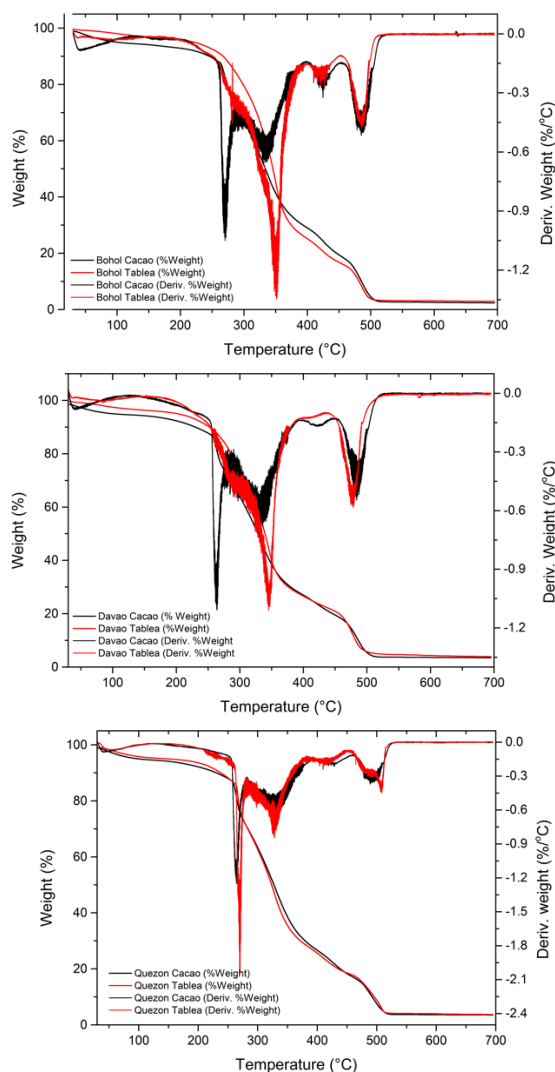 100
80
60
40
20
0
0.0
-0.3
-0.6
-0.9
-1.2
Weight (%)
Deriv. Weight (%/°C)
Bohol Cacao (%Weight)
Bohol Tablea (%Weight)
Bohol Cacao (Deriv. %Weight)
Bohol Tablea (Deriv. %Weight)
100 200 300 400 500 600 700
Temperature (°C)
100
80
60
40
20
0
0.0
-0.3
-0.6
-0.9
-1.2
Weight (%)
Deriv. Weight (%/°C)
Davao Cacao (% Weight)
Davao Tablea (%Weight)
Davao Cacao (Deriv. %Weight
Davao Tablea (Deriv. %Weight
0 100 200 300 400 500 600 700
Temperature (°C)
100
80
60
40
20
0
0.0
-0.3
-0.6
-0.9
-1.2
-1.5
-1.8
-2.1
-2.4
Weight (%)
Deriv. weight (%/°C)
Quezon Cacao (%Weight)
Quezon Tablea (%Weight)
Quezon Cacao (Deriv. %Weight)
Quezon Tablea (Deriv. %Weight)
100 200 300 400 500 600 700
Temperature (°C)